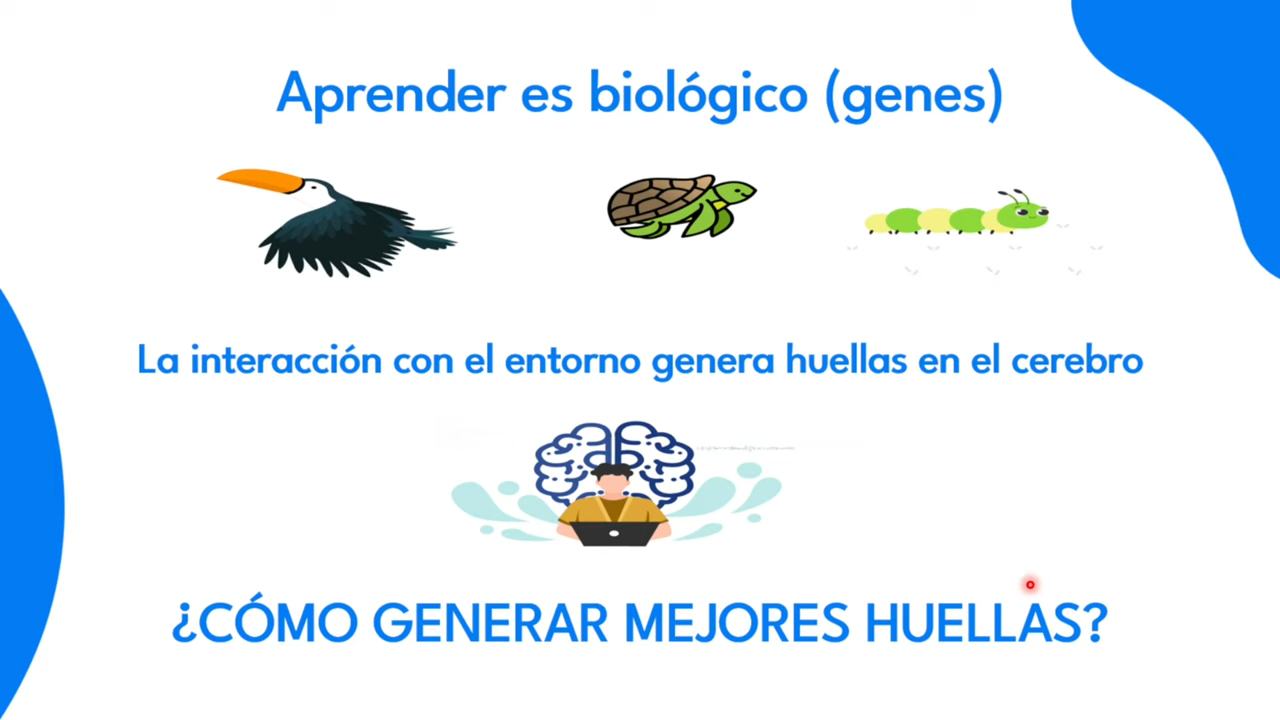 Aprender es biológico (genes)
La interacción con el entorno genera huellas en el cerebro
¿CÓMO GENERAR MEJORES HUELLAS?